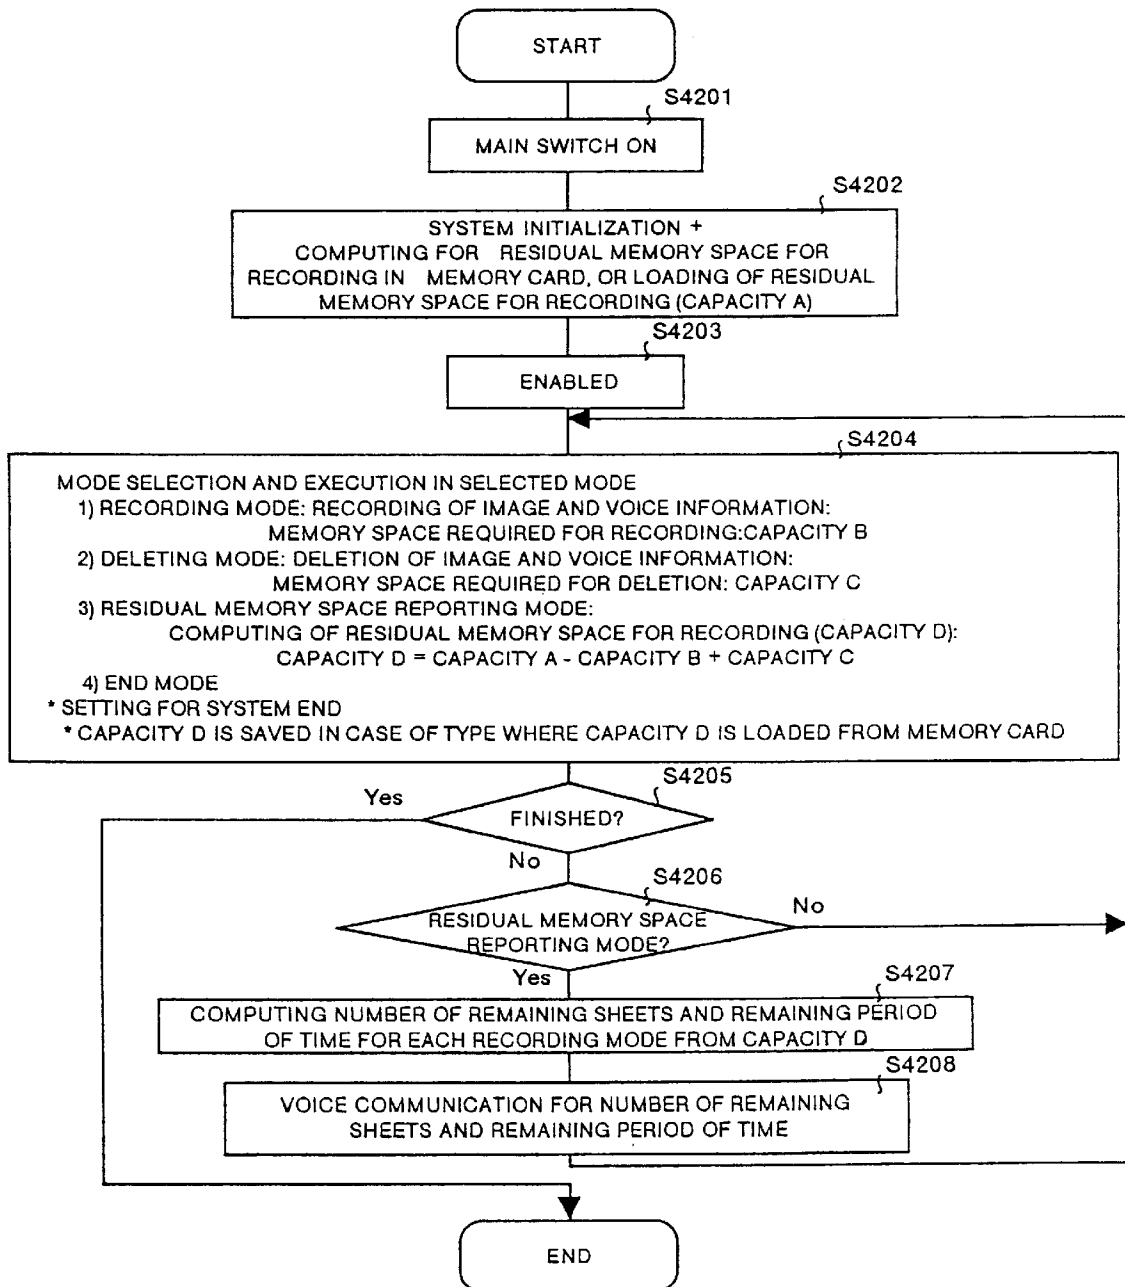 START
S4201
MAIN SWITCH ON
S4202
SYSTEM INITIALIZATION +
COMPUTING FOR RESIDUAL MEMORY SPACE FOR
RECORDING IN MEMORY CARD, OR LOADING OF RESIDUAL
MEMORY SPACE FOR RECORDING (CAPACITY A)
S4203
ENABLED
S4204
MODE SELECTION AND EXECUTION IN SELECTED MODE
1) RECORDING MODE: RECORDING OF IMAGE AND VOICE INFORMATION:
MEMORY SPACE REQUIRED FOR RECORDING:CAPACITY B
2) DELETING MODE: DELETION OF IMAGE AND VOICE INFORMATION:
MEMORY SPACE REQUIRED FOR DELETION: CAPACITY C
3) RESIDUAL MEMORY SPACE REPORTING MODE:
COMPUTING OF RESIDUAL MEMORY SPACE FOR RECORDING (CAPACITY D):
CAPACITY D = CAPACITY A - CAPACITY B + CAPACITY C
4) END MODE
* SETTING FOR SYSTEM END
* CAPACITY D IS SAVED IN CASE OF TYPE WHERE CAPACITY D IS LOADED FROM MEMORY CARD
S4205
Yes
FINISHED?
No
S4206
RESIDUAL MEMORY SPACE
REPORTING MODE?
No
Yes
S4207
COMPUTING NUMBER OF REMAINING SHEETS AND REMAINING PERIOD
OF TIME FOR EACH RECORDING MODE FROM CAPACITY D
S4208
VOICE COMMUNICATION FOR NUMBER OF REMAINING
SHEETS AND REMAINING PERIOD OF TIME
END